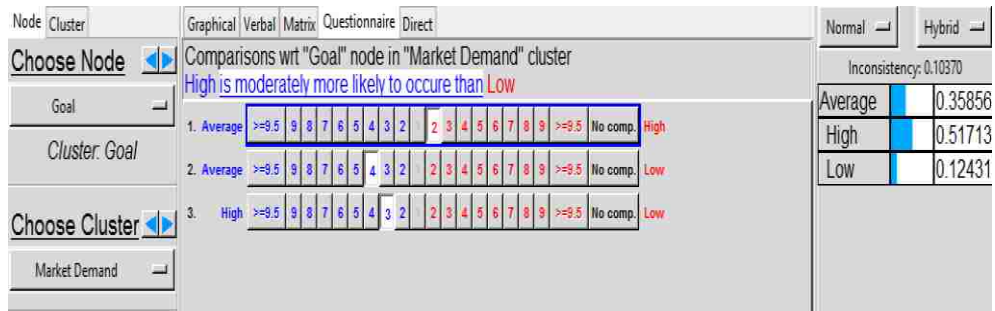 Node Cluster
Choose Node
Goal
Cluster: Goal
Choose Cluster
Market Demand
Graphical Verbal Matrix Questionnaire Direct
Comparisons wrt "Goal" node in "Market Demand" cluster
High is moderately more likely to occure than Low
1. Average >=9.5 9 8 7 6 5 4 3 2 2 3 4 5 6 7 8 9 >=9.5 No comp. High
2. Average >=9.5 9 8 7 6 5 4 3 2 2 3 4 5 6 7 8 9 >=9.5 No comp. Low
3. High >=9.5 9 8 7 6 5 4 3 2 2 3 4 5 6 7 8 9 >=9.5 No comp. Low
Normal Hybrid
Inconsistency: 0.10370
Average 0.35856
High 0.51713
Low 0.12431